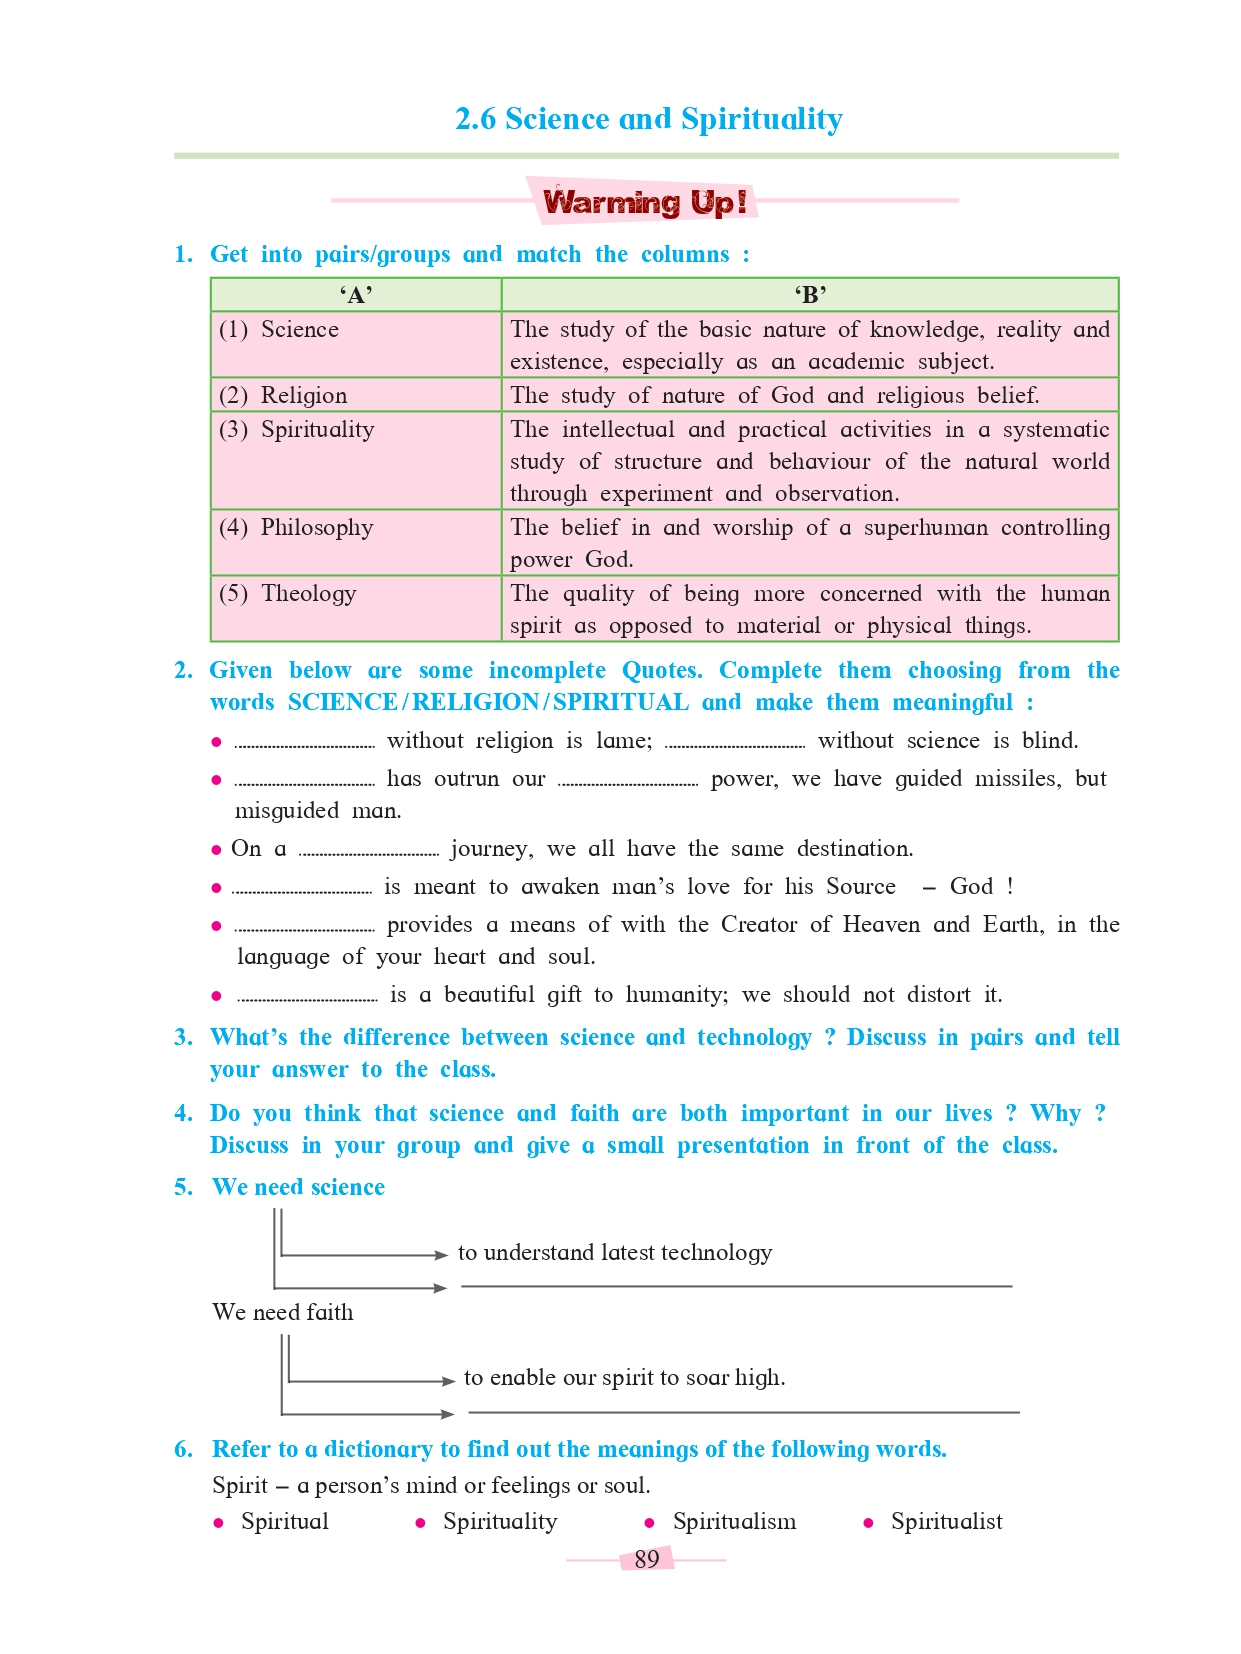 2.6 Science and Spirituality
Warming Up!
1. Get into pairs/groups and match the columns :
‘A’ ‘B’
(1) Science The study of the basic nature of knowledge, reality and
existence, especially as an academic subject.
(2) Religion The study of nature of God and religious belief.
(3) Spirituality The intellectual and practical activities in a systematic
study of structure and behaviour of the natural world
through experiment and observation.
(4) Philosophy The belief in and worship of a superhuman controlling
power God.
(5) Theology The quality of being more concerned with the human
spirit as opposed to material or physical things.
2. Given below are some incomplete Quotes. Complete them choosing from the
words SCIENCE/RELIGION/SPIRITUAL and make them meaningful :
• .................................. without religion is lame; .................................. without science is blind.
• .................................. has outrun our .................................. power, we have guided missiles, but
misguided man.
• On a .................................. journey, we all have the same destination.
• .................................. is meant to awaken man’s love for his Source – God !
• .................................. provides a means of with the Creator of Heaven and Earth, in the
language of your heart and soul.
• .................................. is a beautiful gift to humanity; we should not distort it.
3. What’s the difference between science and technology ? Discuss in pairs and tell
your answer to the class.
4. Do you think that science and faith are both important in our lives ? Why ?
Discuss in your group and give a small presentation in front of the class.
5. We need science
to understand latest technology
We need faith
to enable our spirit to soar high.
6. Refer to a dictionary to find out the meanings of the following words.
Spirit – a person’s mind or feelings or soul.
• Spiritual • Spirituality • Spiritualism • Spiritualist
89